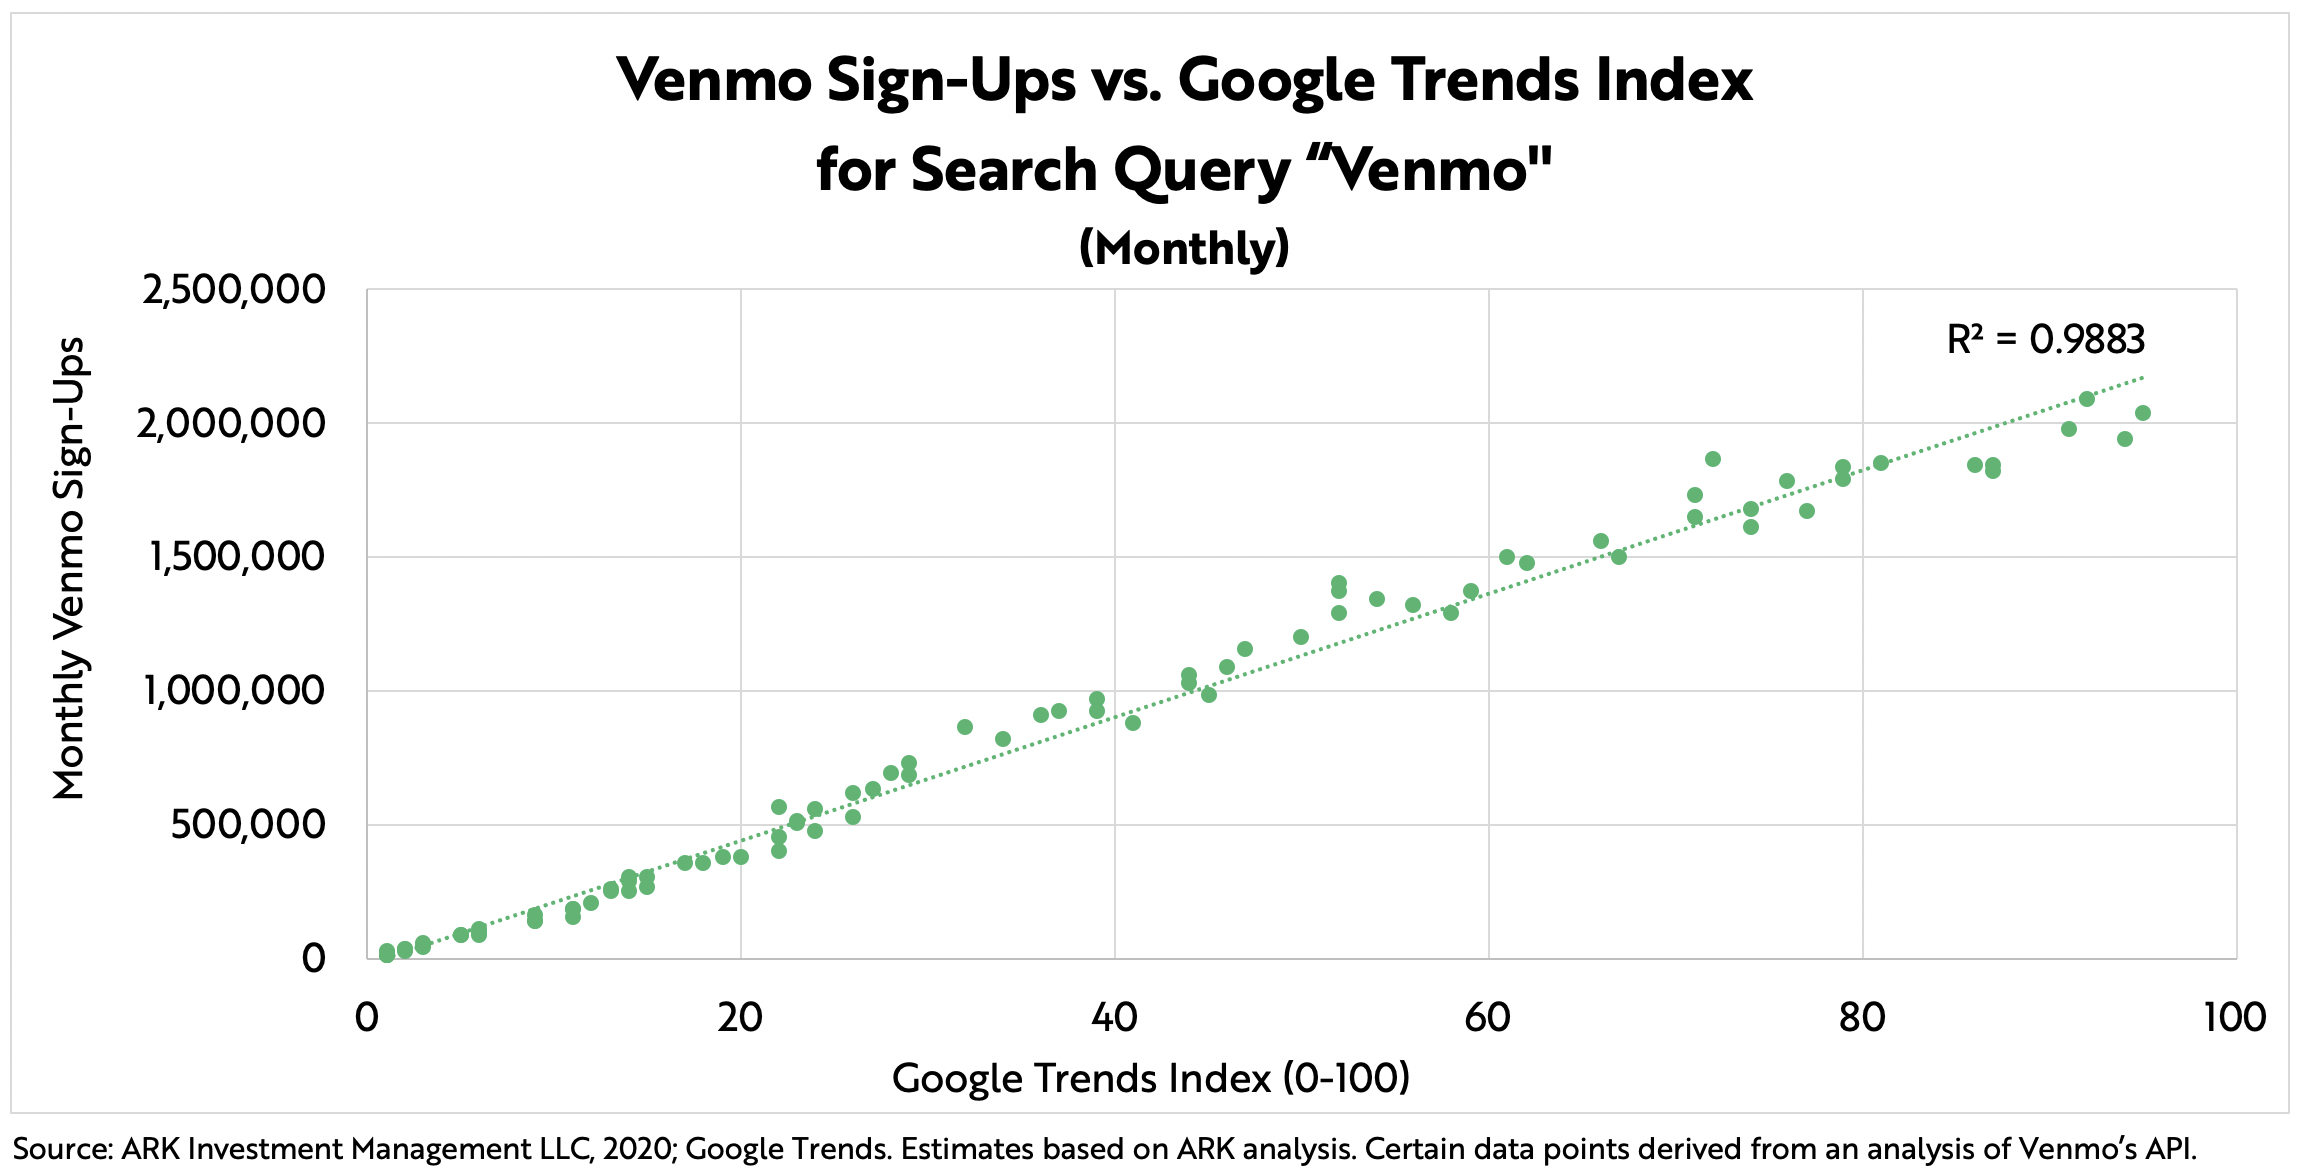 Venmo Sign-Ups vs. Google Trends Index
for Search Query “Venmo"
(Monthly)
2,500,000
2,000,000
1,500,000
1,000,000
500,000
0
Monthly Venmo Sign-Ups
R² = 0.9883
0 20 40 60 80 100
Google Trends Index (0-100)
Source: ARK Investment Management LLC, 2020; Google Trends. Estimates based on ARK analysis. Certain data points derived from an analysis of Venmo’s API.